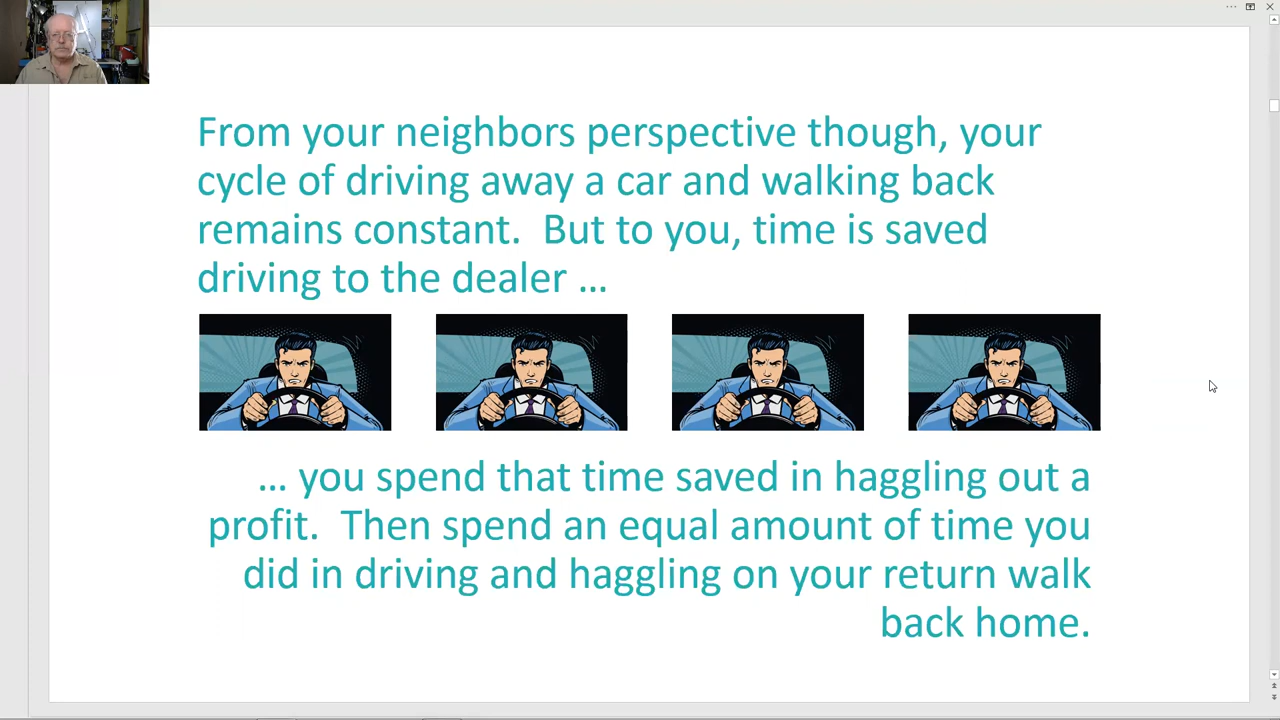 From your neighbors perspective though, your
cycle of driving away a car and walking back
remains constant.  But to you, time is saved
driving to the dealer ...
... you spend that time saved in haggling out a
profit.  Then spend an equal amount of time you
did in driving and haggling on your return walk
back home.